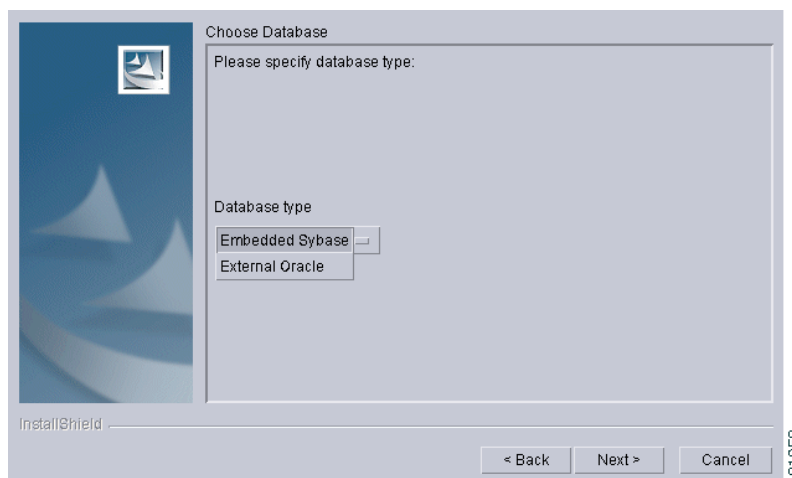 Choose Database
Please specify database type:
Database type
Embedded Sybase
External Oracle
InstallShield
< Back
Next >
Cancel